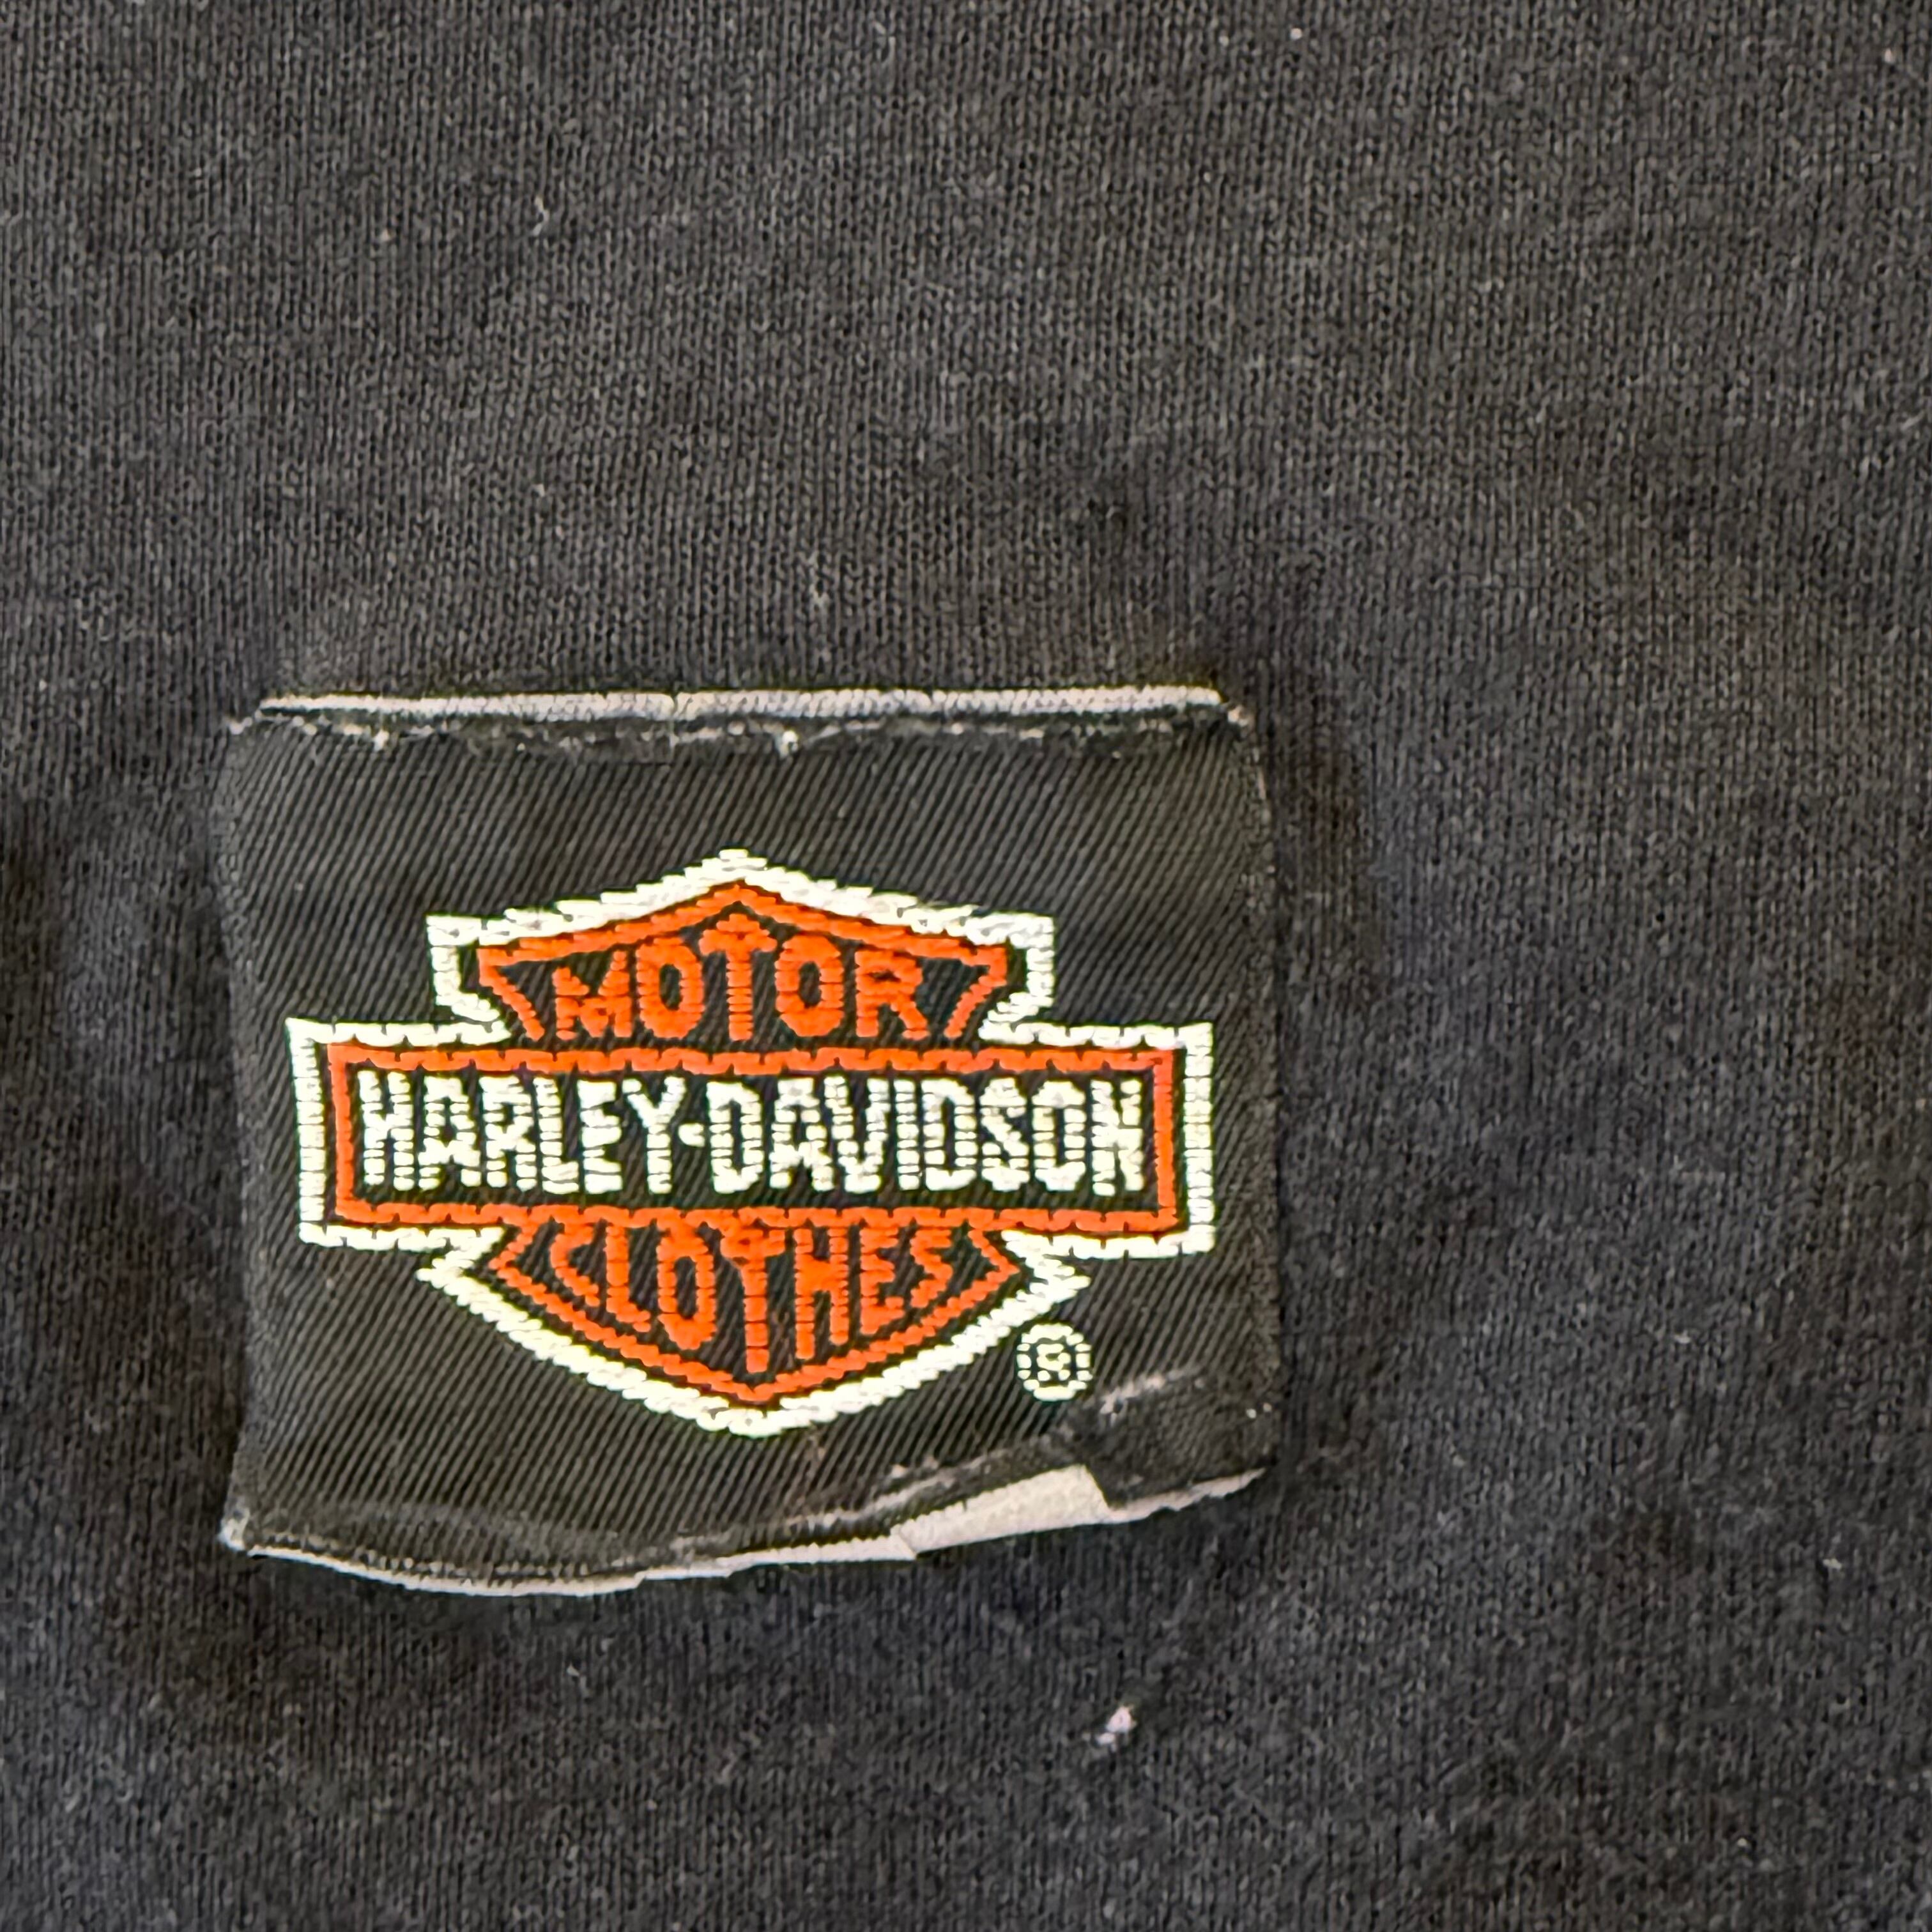 MOTOR
HARLEY-DAVIDSON
CLOTHES
®